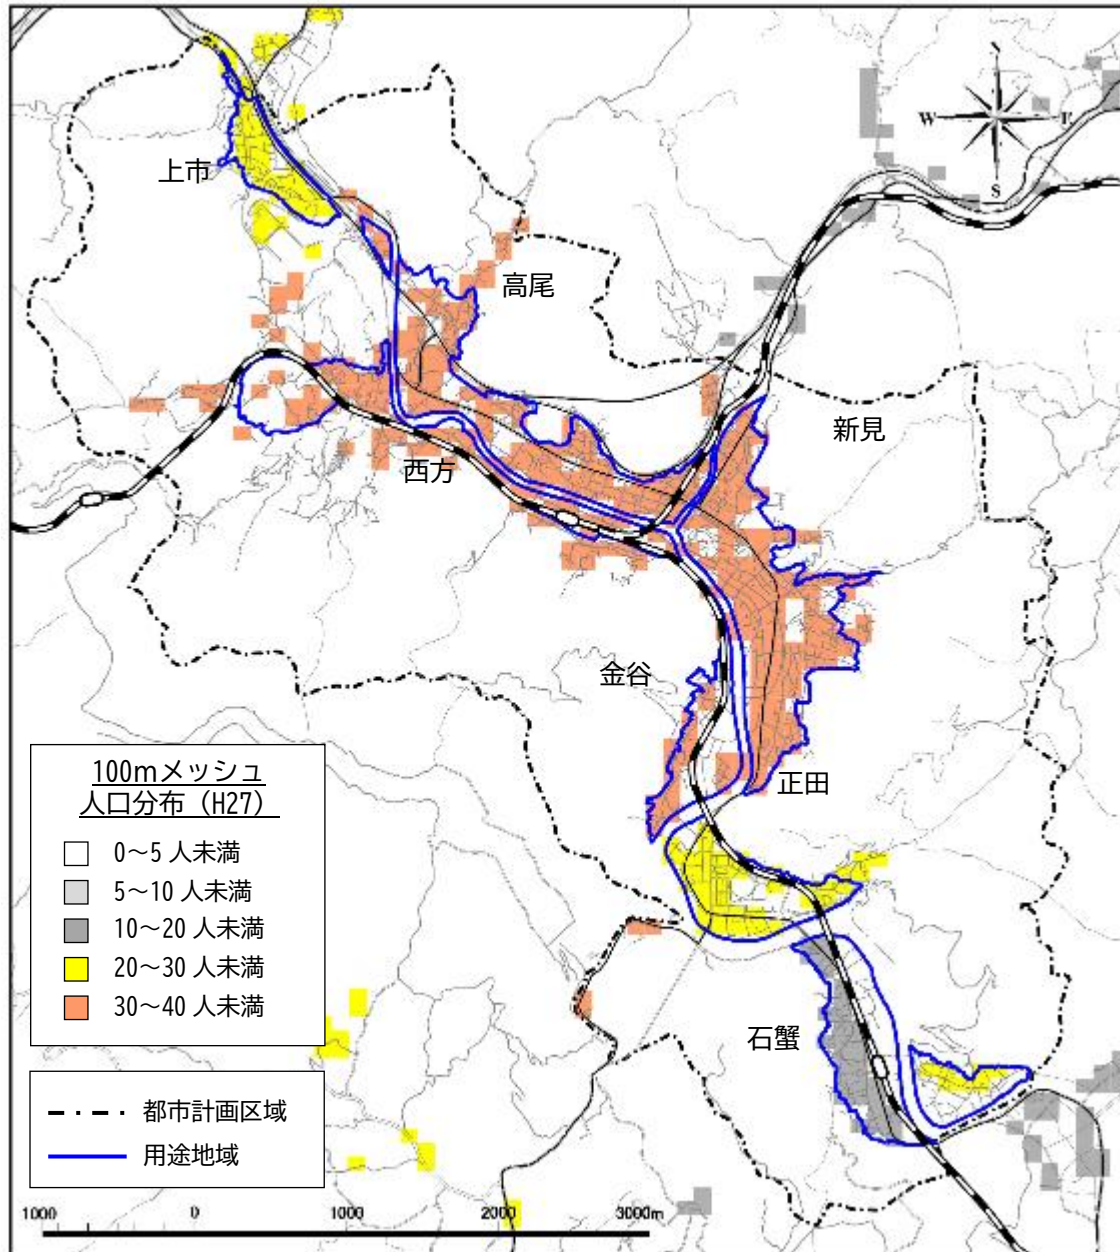 N
W
E
S
上市
高尾
新見
西方
金谷
正田
石蟹
100mメッシュ
人口分布（H27）
0～5 人未満
5～10 人未満
10～20 人未満
20～30 人未満
30～40 人未満
都市計画区域
用途地域
1000 0 1000 2000 3000m